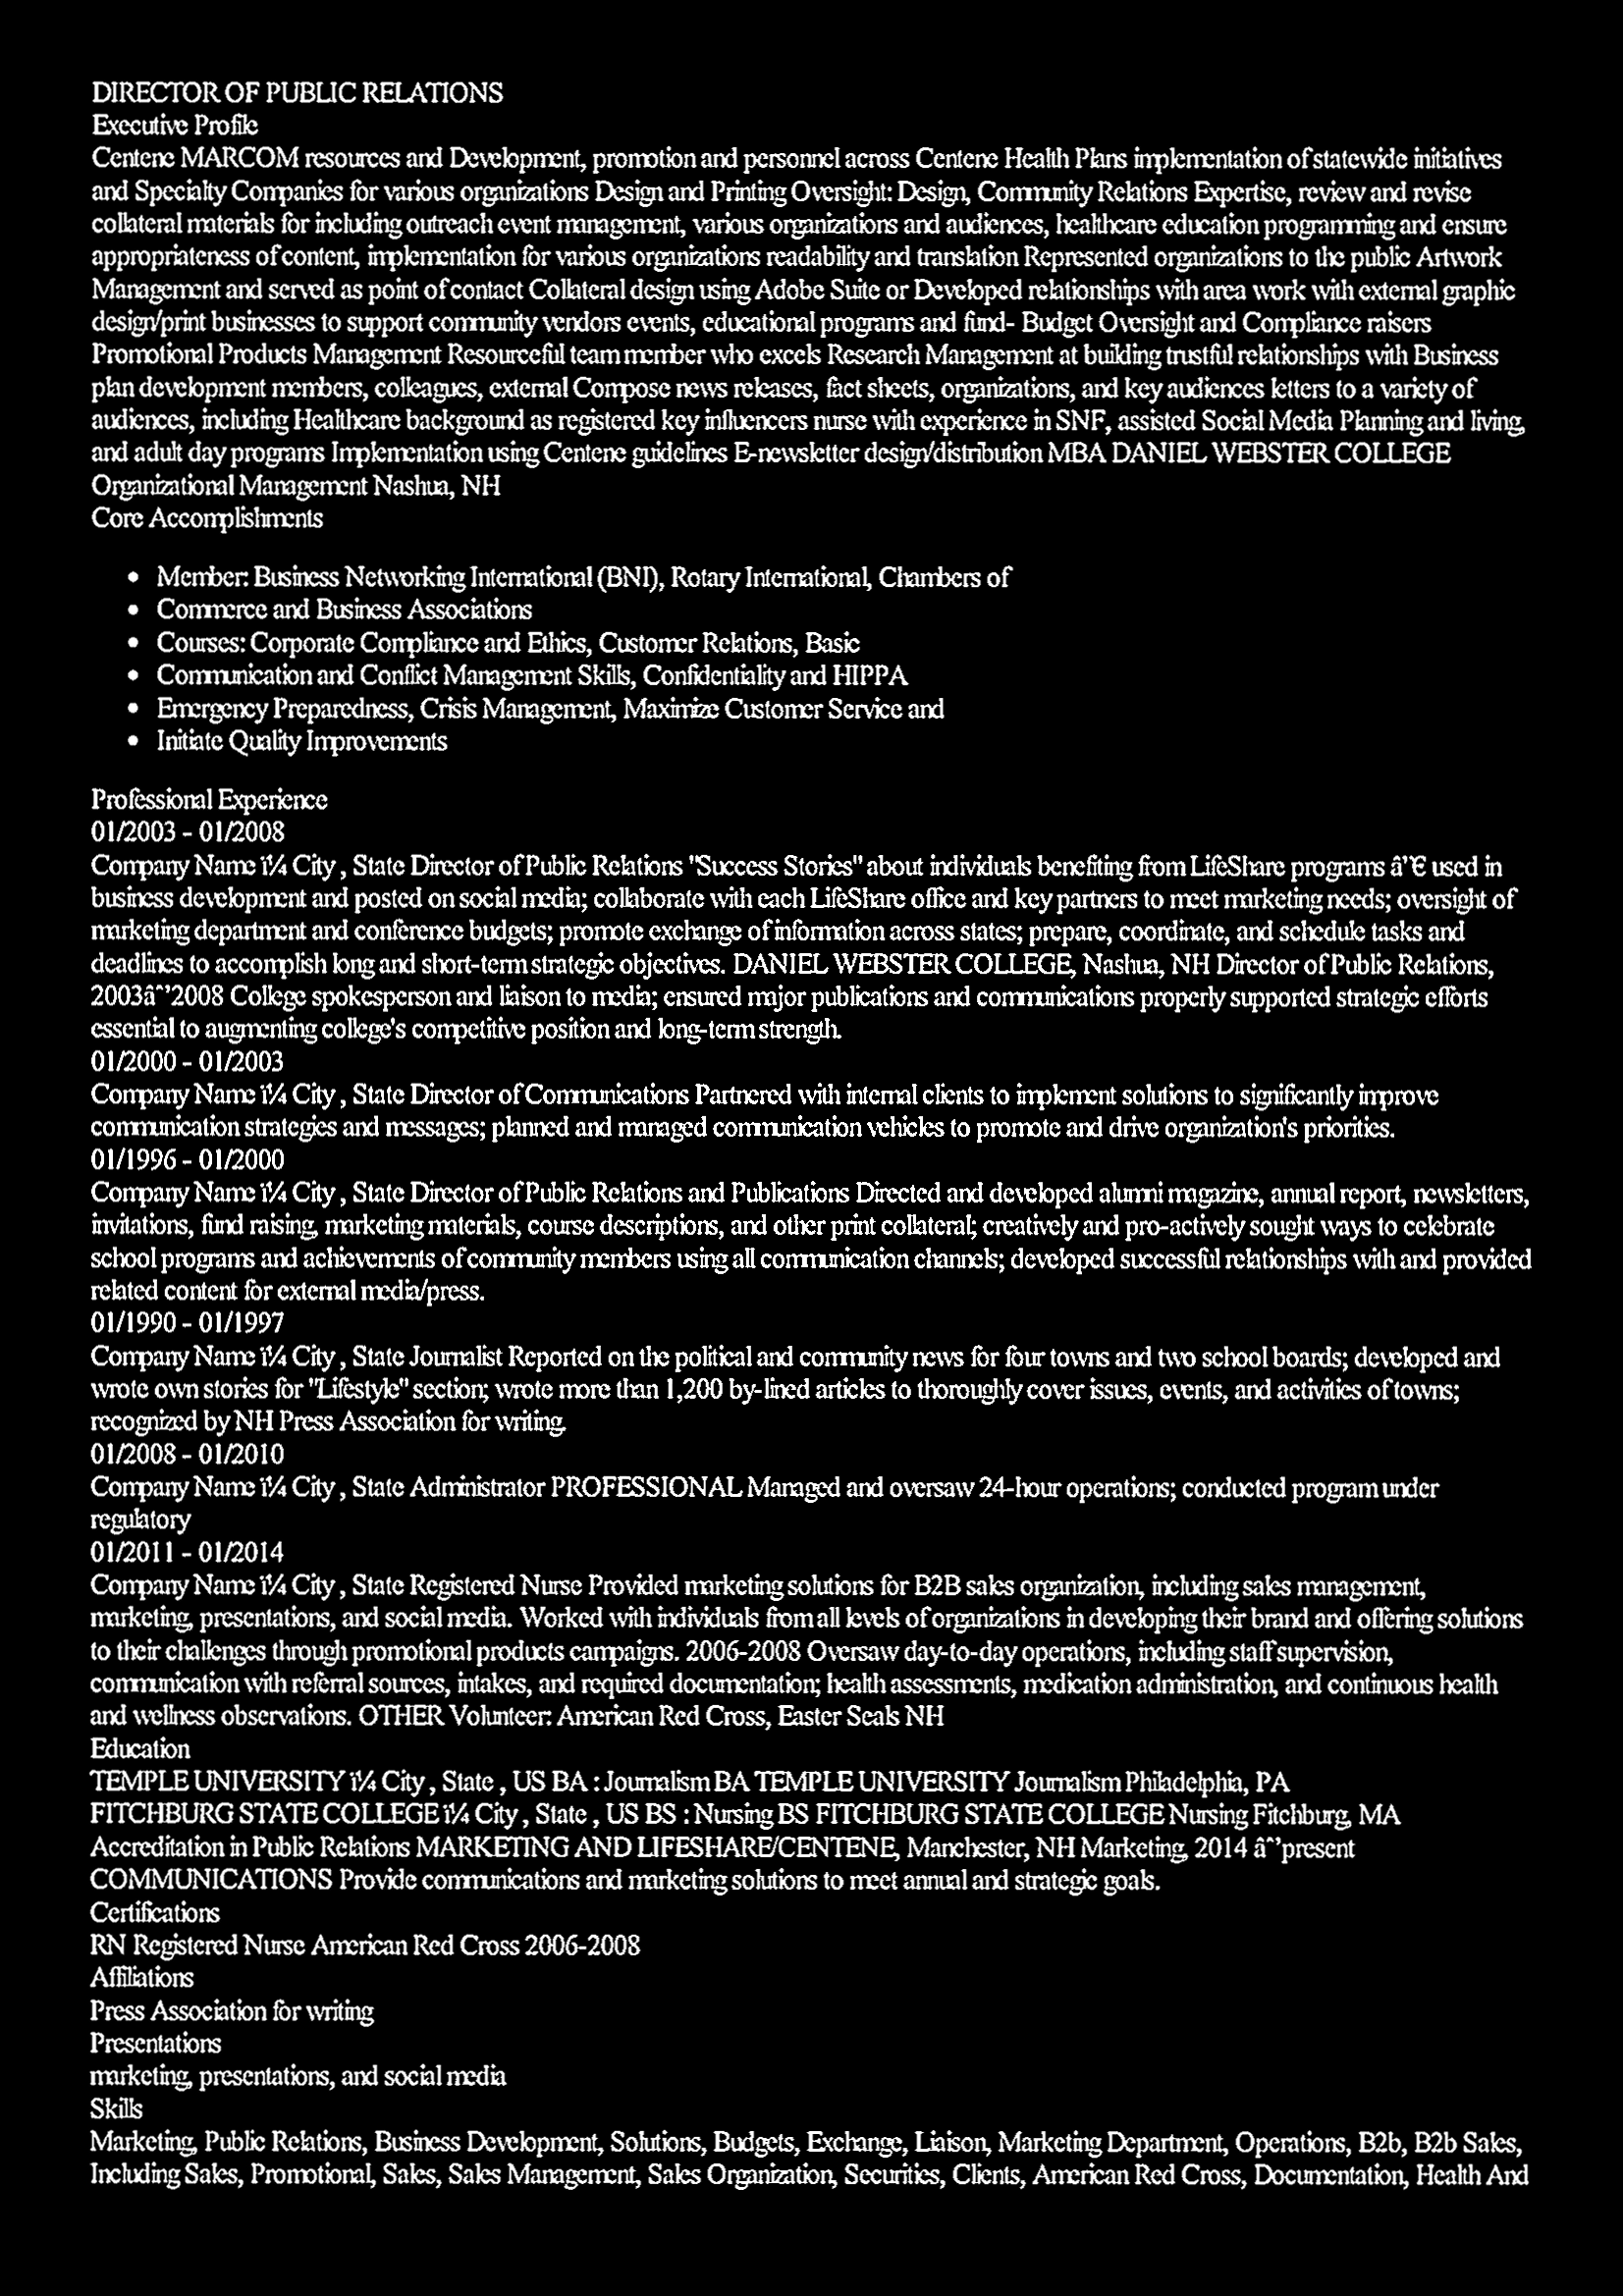 DIRECTOR OF PUBLIC RELATIONS
Executive Profile
Centene MARCOM resources and Development, promotion and personnel across Centene Health Plans implementation of statewide initiatives
and Specialty Companies for various organizations Design and Printing Oversight: Design, Community Relations Expertise, review and revise
collateral materials for including outreach event management, various organizations and audiences, healthcare education programming and ensure
appropriateness of content, implementation for various organizations readability and translation Represented organizations to the public Artwork
Management and served as point of contact Collateral design using Adobe Suite or Developed relationships with area work with external graphic
design/print businesses to support community vendors events, educational programs and fund- Budget Oversight and Compliance raisers
Promotional Products Management Resourceful team member who excels Research Management at building trustful relationships with Business
plan development members, colleagues, external Compose news releases, fact sheets, organizations, and key audiences letters to a variety of
audiences, including Healthcare background as registered key influencers nurse with experience in SNF, assisted Social Media Planning and living,
and adult day programs Implementation using Centene guidelines E-newsletter design/distribution MBA DANIEL WEBSTER COLLEGE
Organizational Management Nashua, NH
Core Accomplishments
• Member: Business Networking International (BNI), Rotary International, Chambers of
• Commerce and Business Associations
• Courses: Corporate Compliance and Ethics, Customer Relations, Basic
• Communication and Conflict Management Skills, Confidentiality and HIPPA
• Emergency Preparedness, Crisis Management, Maximize Customer Service and
• Initiate Quality Improvements
Professional Experience
01/2003 - 01/2008
Company Name ï¼ City , State Director of Public Relations "Success Stories" about individuals benefiting from LifeShare programs â"€ used in
business development and posted on social media; collaborate with each LifeShare office and key partners to meet marketing needs; oversight of
marketing department and conference budgets; promote exchange of information across states; prepare, coordinate, and schedule tasks and
deadlines to accomplish long and short-term strategic objectives. DANIEL WEBSTER COLLEGE, Nashua, NH Director of Public Relations,
2003âˆ’2008 College spokesperson and liaison to media; ensured major publications and communications properly supported strategic efforts
essential to augmenting college's competitive position and long-term strength.
01/2000 - 01/2003
Company Name ï¼ City , State Director of Communications Partnered with internal clients to implement solutions to significantly improve
communication strategies and messages; planned and managed communication vehicles to promote and drive organization's priorities.
01/1996 - 01/2000
Company Name ï¼ City , State Director of Public Relations and Publications Directed and developed alumni magazine, annual report, newsletters,
invitations, fund raising, marketing materials, course descriptions, and other print collateral; creatively and pro-actively sought ways to celebrate
school programs and achievements of community members using all communication channels; developed successful relationships with and provided
related content for external media/press.
01/1990 - 01/1997
Company Name ï¼ City , State Journalist Reported on the political and community news for four towns and two school boards; developed and
wrote own stories for "Lifestyle" section; wrote more than 1,200 by-lined articles to thoroughly cover issues, events, and activities of towns;
recognized by NH Press Association for writing.
01/2008 - 01/2010
Company Name ï¼ City , State Administrator PROFESSIONAL Managed and oversaw 24-hour operations; conducted program under
regulatory
01/2011 - 01/2014
Company Name ï¼ City , State Registered Nurse Provided marketing solutions for B2B sales organization, including sales management,
marketing, presentations, and social media. Worked with individuals from all levels of organizations in developing their brand and offering solutions
to their challenges through promotional products campaigns. 2006-2008 Oversaw day-to-day operations, including staff supervision,
communication with referral sources, intakes, and required documentation; health assessments, medication administration, and continuous health
and wellness observations. OTHER Volunteer: American Red Cross, Easter Seals NH
Education
TEMPLE UNIVERSITY ï¼ City , State , US BA : Journalism BA TEMPLE UNIVERSITY Journalism Philadelphia, PA
FITCHBURG STATE COLLEGE ï¼ City , State , US BS : Nursing BS FITCHBURG STATE COLLEGE Nursing Fitchburg, MA
Accreditation in Public Relations MARKETING AND LIFESHARE/CENTENE, Manchester, NH Marketing, 2014 âˆ’present
COMMUNICATIONS Provide communications and marketing solutions to meet annual and strategic goals.
Certifications
RN Registered Nurse American Red Cross 2006-2008
Affiliations
Press Association for writing
Presentations
marketing, presentations, and social media
Skills
Marketing, Public Relations, Business Development, Solutions, Budgets, Exchange, Liaison, Marketing Department, Operations, B2b, B2b Sales,
Including Sales, Promotional, Sales, Sales Management, Sales Organization, Securities, Clients, American Red Cross, Documentation, Health And